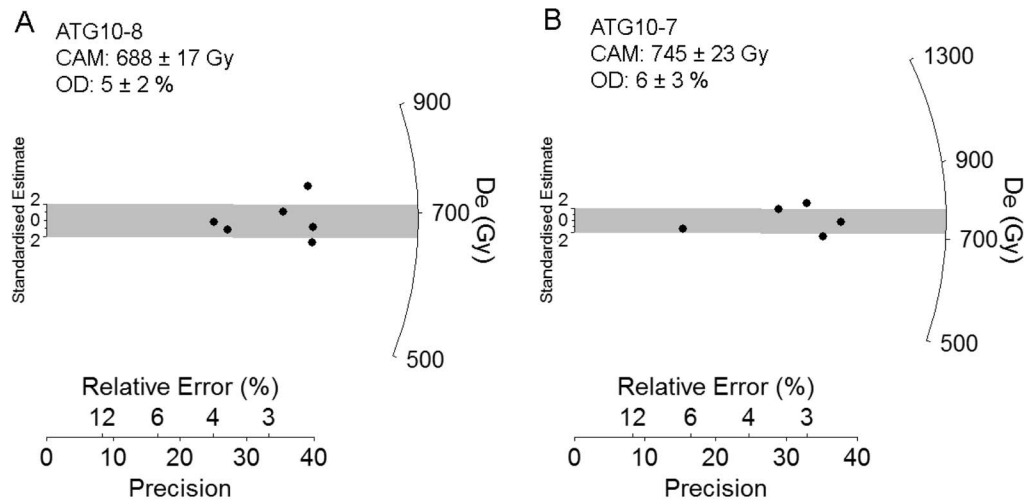 A
ATG10-8
CAM: 688 ± 17 Gy
OD: 5 ± 2 %
900
700
500
De (Gy)
Standardised Estimate
2
0
2
Relative Error (%)
12 6 4 3
0 10 20 30 40
Precision
B
ATG10-7
CAM: 745 ± 23 Gy
OD: 6 ± 3 %
1300
900
700
500
De (Gy)
Standardised Estimate
2
0
2
Relative Error (%)
12 6 4 3
0 10 20 30 40
Precision